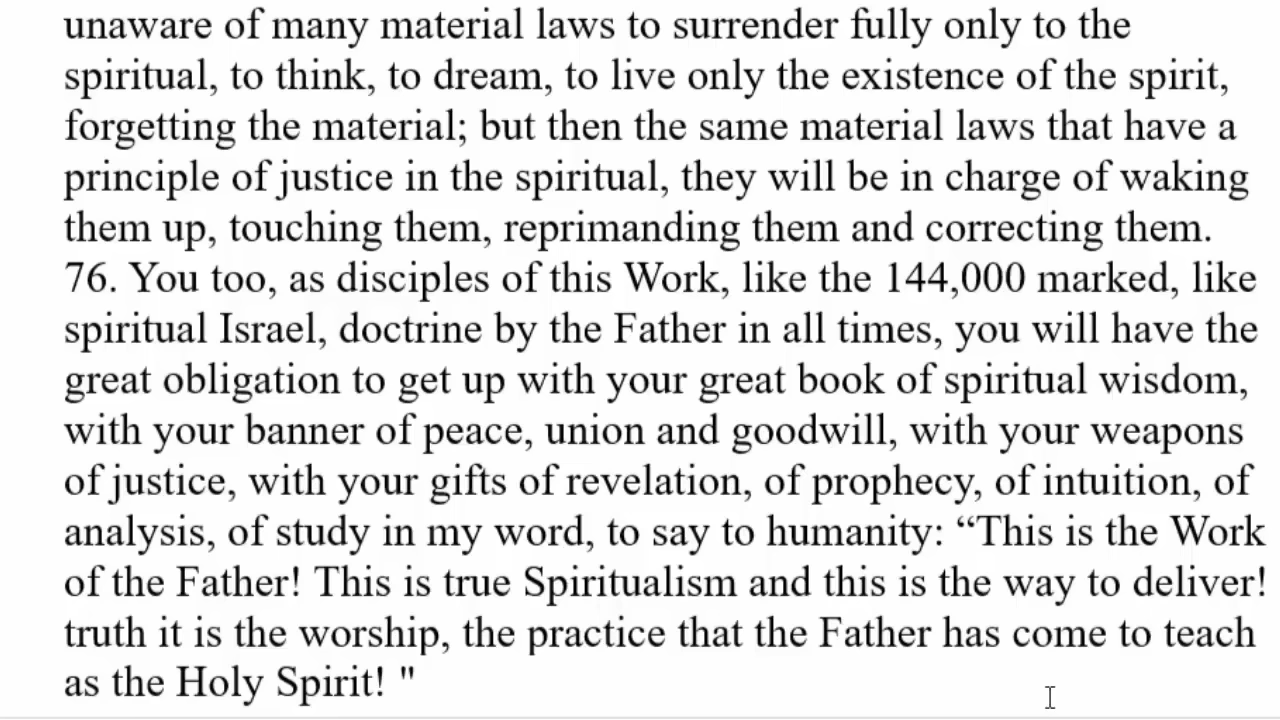 unaware of many material laws to surrender fully only to the
spiritual, to think, to dream, to live only the existence of the spirit,
forgetting the material; but then the same material laws that have a
principle of justice in the spiritual, they will be in charge of waking
them up, touching them, reprimanding them and correcting them.
76. You too, as disciples of this Work, like the 144,000 marked, like
spiritual Israel, doctrine by the Father in all times, you will have the
great obligation to get up with your great book of spiritual wisdom,
with your banner of peace, union and goodwill, with your weapons
of justice, with your gifts of revelation, of prophecy, of intuition, of
analysis, of study in my word, to say to humanity: “This is the Work
of the Father! This is true Spiritualism and this is the way to deliver!
truth it is the worship, the practice that the Father has come to teach
as the Holy Spirit! "